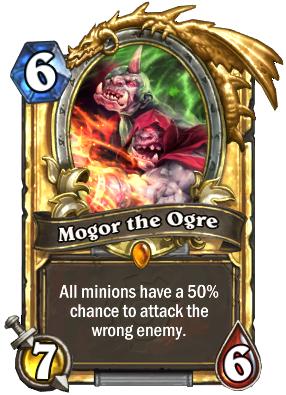 6
Mogor the Ogre
All minions have a 50%
chance to attack the
wrong enemy.
7
6